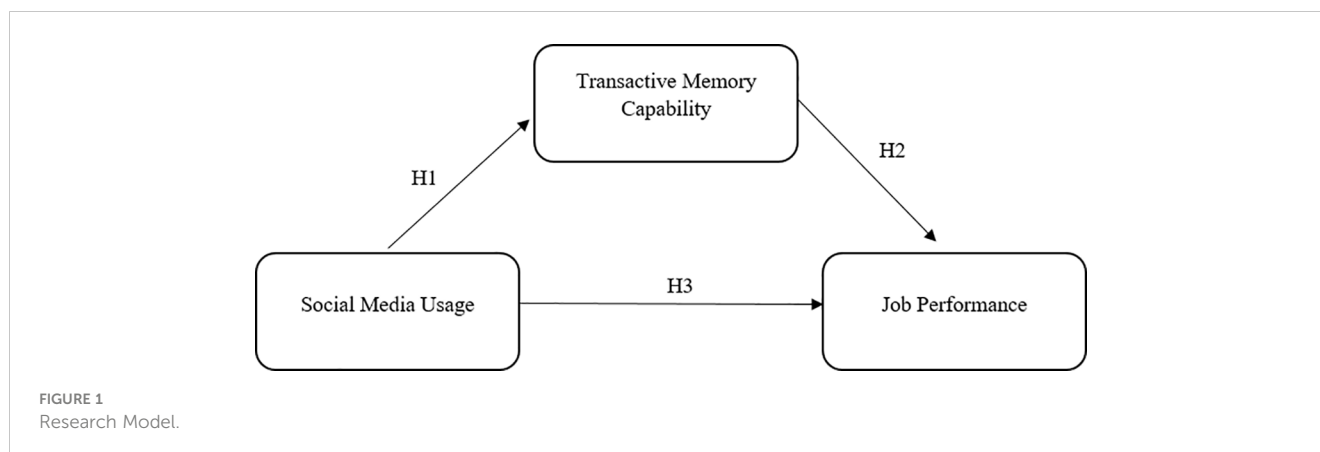 Transactive Memory
Capability
H1
H2
Social Media Usage
H3
Job Performance
FIGURE 1
Research Model.